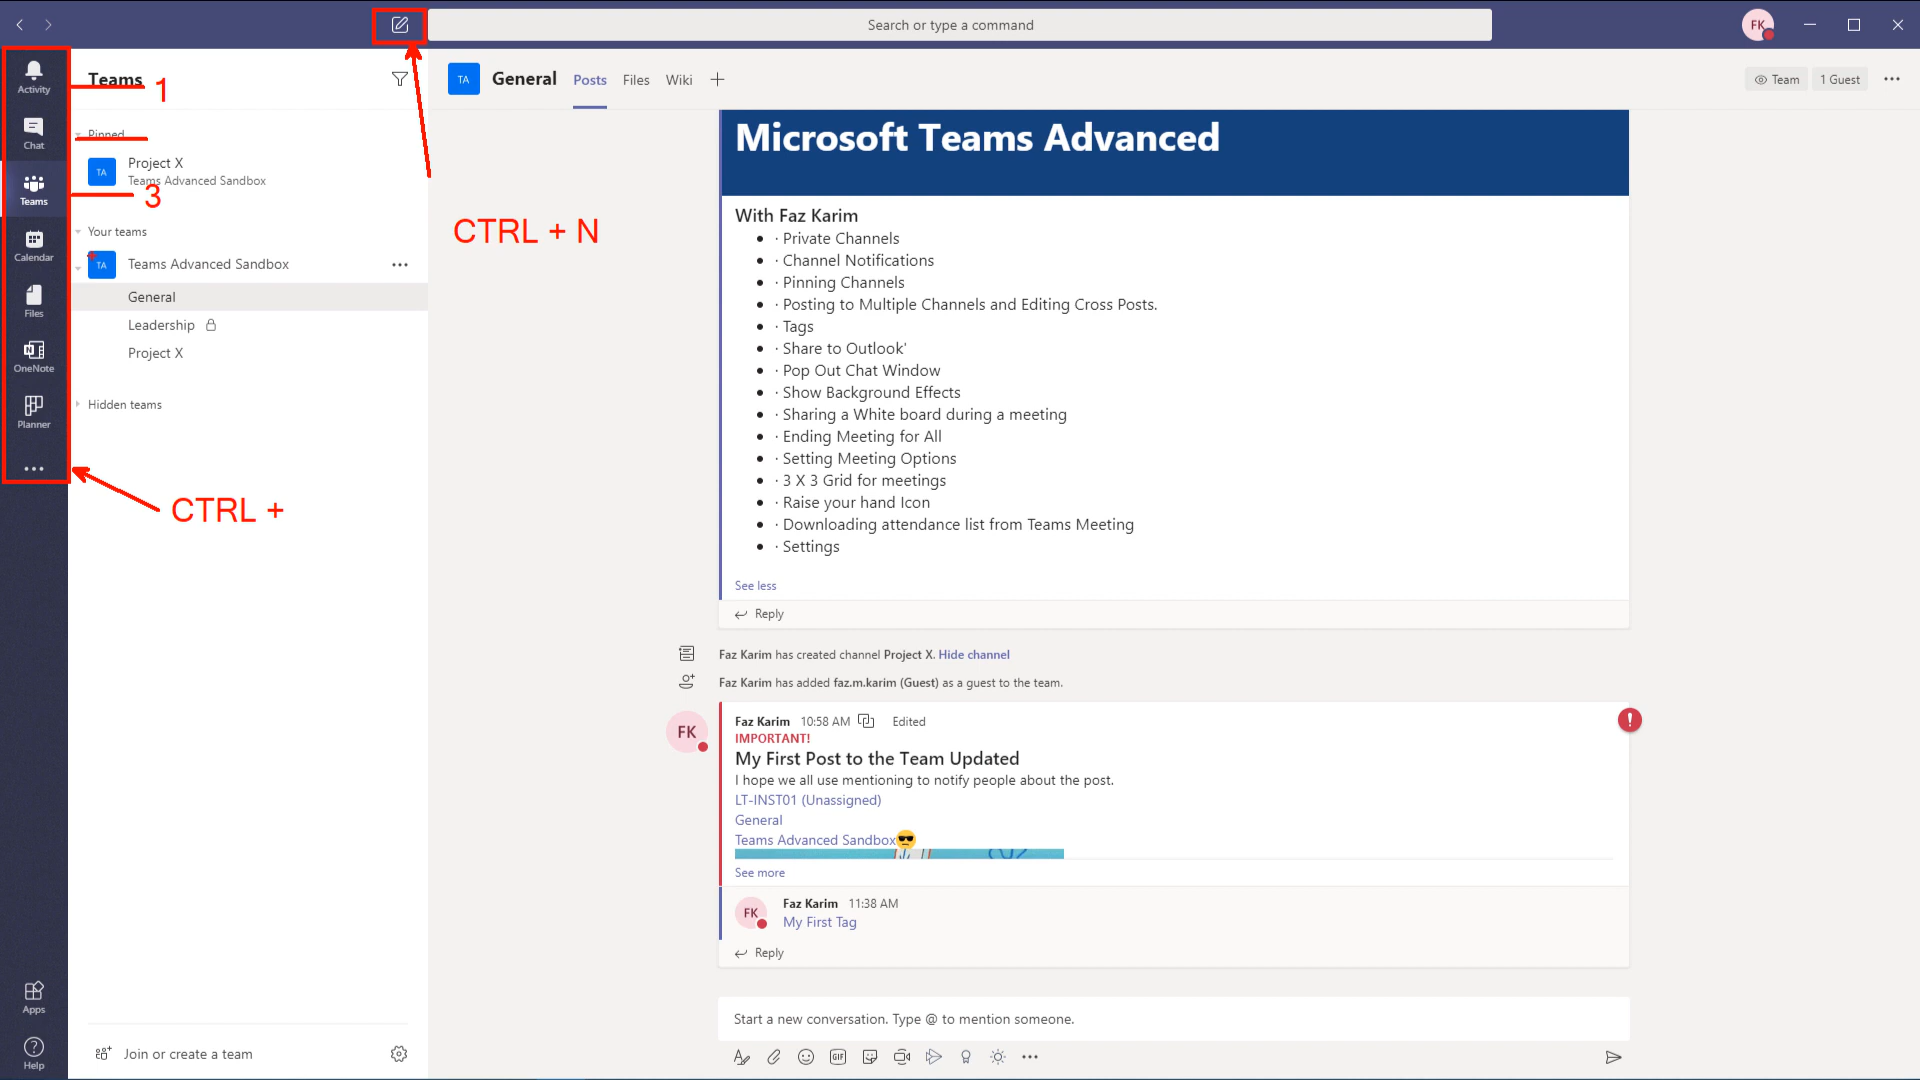 Search or type a command
FK
Activity
Chat
Teams
Calendar
Files
OneNote
Planner
Apps
Help
Teams
1
Pinned
TA
Project X
Teams Advanced Sandbox
3
Your teams
TA
Teams Advanced Sandbox
General
Leadership
Project X
Hidden teams
CTRL +
CTRL + N
Join or create a team
TA General Posts Files Wiki
Team 1 Guest
Microsoft Teams Advanced
With Faz Karim
• · Private Channels
• · Channel Notifications
• · Pinning Channels
• · Posting to Multiple Channels and Editing Cross Posts.
• · Tags
• · Share to Outlook'
• · Pop Out Chat Window
• · Show Background Effects
• · Sharing a White board during a meeting
• · Ending Meeting for All
• · Setting Meeting Options
• · 3 X 3 Grid for meetings
• · Raise your hand Icon
• · Downloading attendance list from Teams Meeting
• · Settings
See less
Reply
Faz Karim has created channel Project X. Hide channel
Faz Karim has added faz.m.karim (Guest) as a guest to the team.
FK
Faz Karim 10:58 AM Edited
IMPORTANT!
My First Post to the Team Updated
I hope we all use mentioning to notify people about the post.
LT-INST01 (Unassigned)
General
Teams Advanced Sandbox😎
See more
FK
Faz Karim 11:38 AM
My First Tag
Reply
Start a new conversation. Type @ to mention someone.
GIF